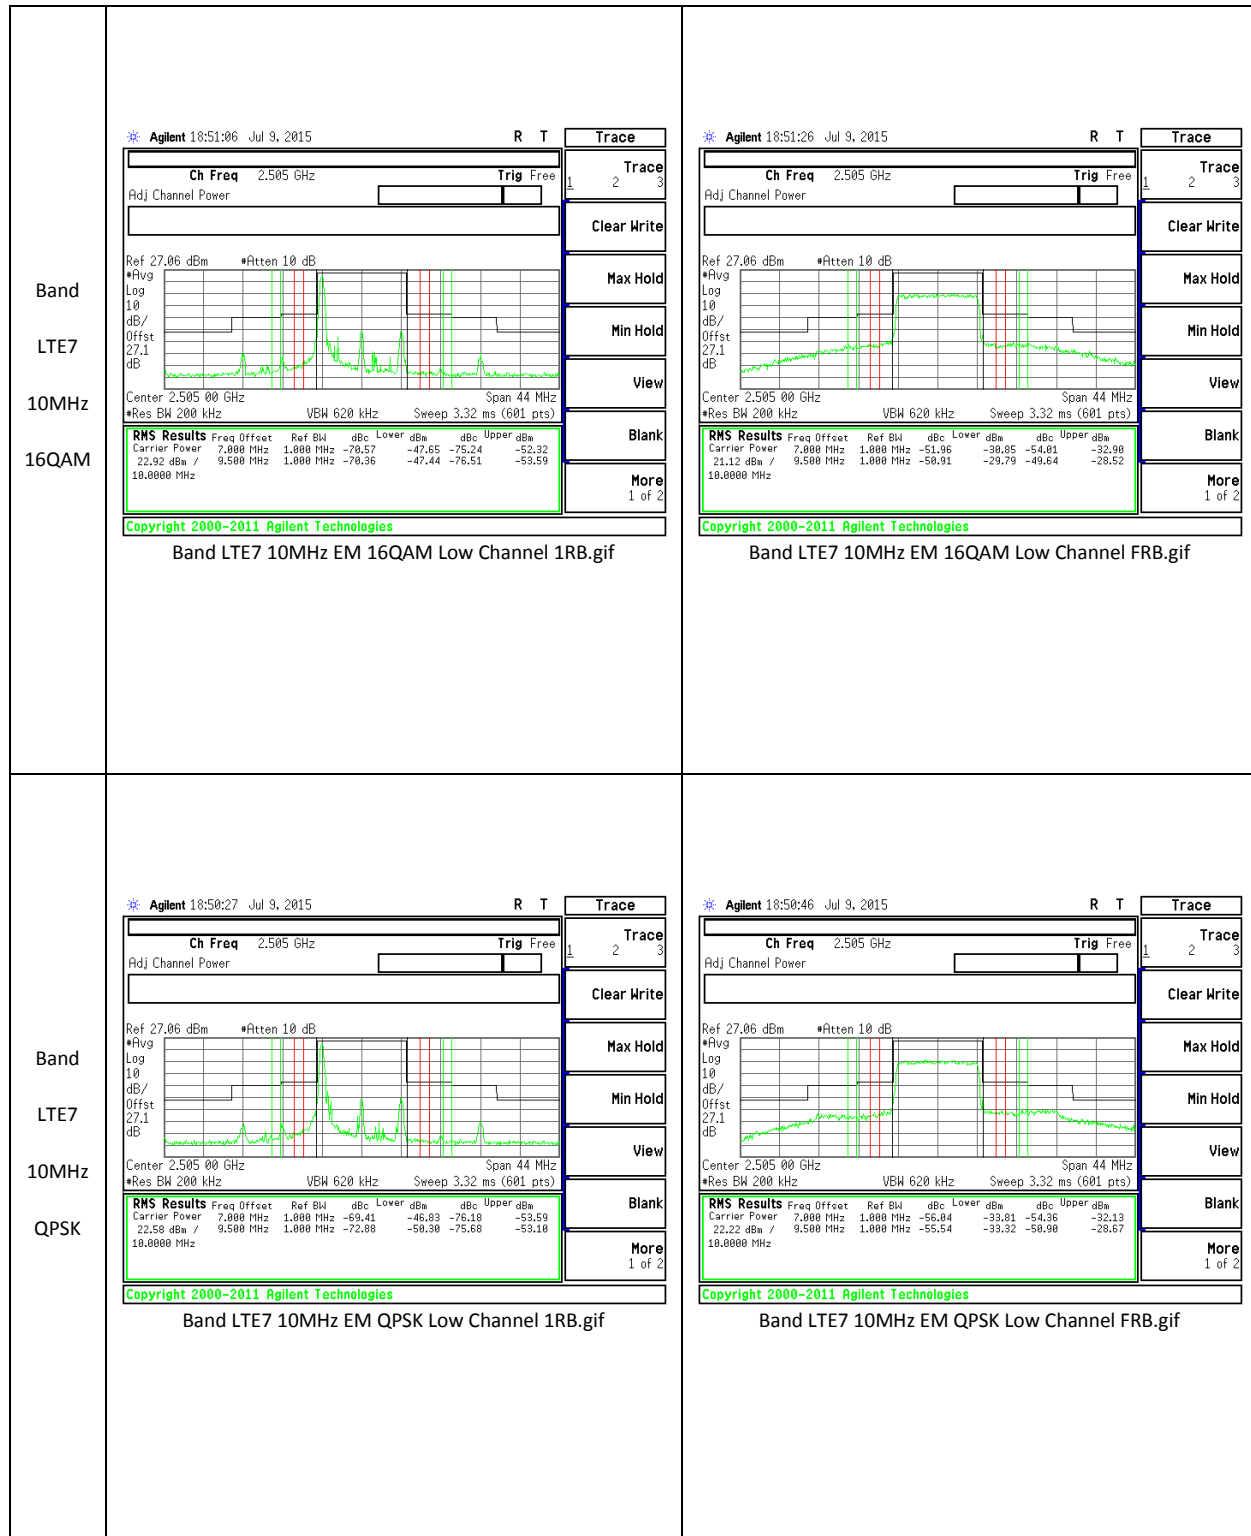 Band
LTE7
10MHz
16QAM
Agilent 18:51:06 Jul 9, 2015 R T Trace
Ch Freq 2.505 GHz Trig Free
Adj Channel Power
Trace
1 2 3
Clear Write
Ref 27.06 dBm #Atten 10 dB
#Avg
Log
10
dB/
Offst
27.1
dB
Max Hold
Min Hold
View
Center 2.505 00 GHz Span 44 MHz
#Res BW 200 kHz VBW 620 kHz Sweep 3.32 ms (601 pts)
Blank
RMS Results Freq Offset Ref BW dBc Lower dBm dBc Upper dBm
Carrier Power 7.000 MHz 1.000 MHz -70.57 -47.65 -75.24 -52.32
22.92 dBm / 9.500 MHz 1.000 MHz -70.36 -47.44 -76.51 -53.59
10.0000 MHz
More
1 of 2
Copyright 2000-2011 Agilent Technologies
Band LTE7 10MHz EM 16QAM Low Channel 1RB.gif
Agilent 18:51:26 Jul 9, 2015 R T Trace
Ch Freq 2.505 GHz Trig Free
Adj Channel Power
Trace
1 2 3
Clear Write
Ref 27.06 dBm #Atten 10 dB
#Avg
Log
10
dB/
Offst
27.1
dB
Max Hold
Min Hold
View
Center 2.505 00 GHz Span 44 MHz
#Res BW 200 kHz VBW 620 kHz Sweep 3.32 ms (601 pts)
Blank
RMS Results Freq Offset Ref BW dBc Lower dBm dBc Upper dBm
Carrier Power 7.000 MHz 1.000 MHz -51.96 -30.85 -54.01 -32.90
21.12 dBm / 9.500 MHz 1.000 MHz -50.91 -29.79 -49.64 -28.52
10.0000 MHz
More
1 of 2
Copyright 2000-2011 Agilent Technologies
Band LTE7 10MHz EM 16QAM Low Channel FRB.gif
Band
LTE7
10MHz
QPSK
Agilent 18:50:27 Jul 9, 2015 R T Trace
Ch Freq 2.505 GHz Trig Free
Adj Channel Power
Trace
1 2 3
Clear Write
Ref 27.06 dBm #Atten 10 dB
#Avg
Log
10
dB/
Offst
27.1
dB
Max Hold
Min Hold
View
Center 2.505 00 GHz Span 44 MHz
#Res BW 200 kHz VBW 620 kHz Sweep 3.32 ms (601 pts)
Blank
RMS Results Freq Offset Ref BW dBc Lower dBm dBc Upper dBm
Carrier Power 7.000 MHz 1.000 MHz -69.41 -46.83 -76.18 -53.59
22.58 dBm / 9.500 MHz 1.000 MHz -72.88 -50.30 -75.68 -53.10
10.0000 MHz
More
1 of 2
Copyright 2000-2011 Agilent Technologies
Band LTE7 10MHz EM QPSK Low Channel 1RB.gif
Agilent 18:50:46 Jul 9, 2015 R T Trace
Ch Freq 2.505 GHz Trig Free
Adj Channel Power
Trace
1 2 3
Clear Write
Ref 27.06 dBm #Atten 10 dB
#Avg
Log
10
dB/
Offst
27.1
dB
Max Hold
Min Hold
View
Center 2.505 00 GHz Span 44 MHz
#Res BW 200 kHz VBW 620 kHz Sweep 3.32 ms (601 pts)
Blank
RMS Results Freq Offset Ref BW dBc Lower dBm dBc Upper dBm
Carrier Power 7.000 MHz 1.000 MHz -56.04 -33.81 -54.36 -32.13
22.22 dBm / 9.500 MHz 1.000 MHz -55.54 -33.32 -50.90 -28.67
10.0000 MHz
More
1 of 2
Copyright 2000-2011 Agilent Technologies
Band LTE7 10MHz EM QPSK Low Channel FRB.gif